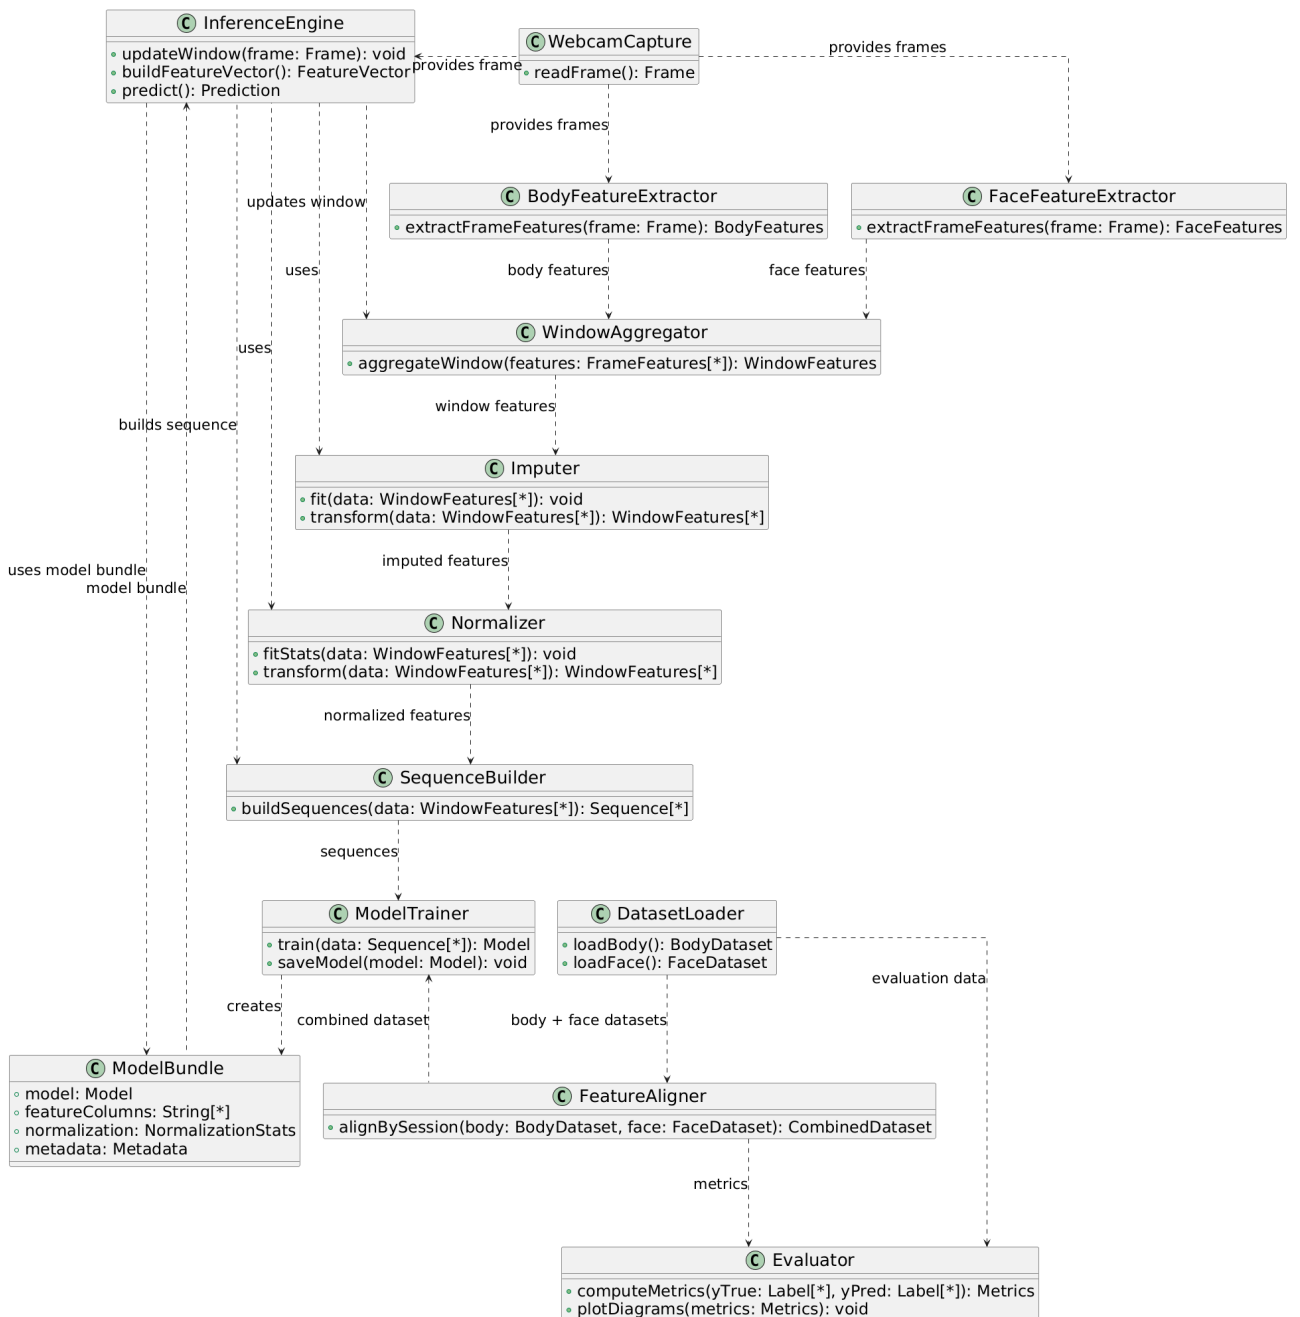 C InferenceEngine
updateWindow(frame: Frame): void
buildFeatureVector(): FeatureVector
predict(): Prediction
provides frame
C WebcamCapture
readFrame(): Frame
provides frames
provides frames
C BodyFeatureExtractor
extractFrameFeatures(frame: Frame): BodyFeatures
C FaceFeatureExtractor
extractFrameFeatures(frame: Frame): FaceFeatures
updates window
uses
body features
face features
C WindowAggregator
aggregateWindow(features: FrameFeatures[*]): WindowFeatures
uses
window features
builds sequence
C Imputer
fit(data: WindowFeatures[*]): void
transform(data: WindowFeatures[*]): WindowFeatures[*]
imputed features
uses model bundle
model bundle
C Normalizer
fitStats(data: WindowFeatures[*]): void
transform(data: WindowFeatures[*]): WindowFeatures[*]
normalized features
C SequenceBuilder
buildSequences(data: WindowFeatures[*]): Sequence[*]
sequences
C ModelTrainer
train(data: Sequence[*]): Model
saveModel(model: Model): void
C DatasetLoader
loadBody(): BodyDataset
loadFace(): FaceDataset
evaluation data
creates
combined dataset
body + face datasets
C ModelBundle
model: Model
featureColumns: String[*]
normalization: NormalizationStats
metadata: Metadata
C FeatureAligner
alignBySession(body: BodyDataset, face: FaceDataset): CombinedDataset
metrics
C Evaluator
computeMetrics(yTrue: Label[*], yPred: Label[*]): Metrics
plotDiagrams(metrics: Metrics): void